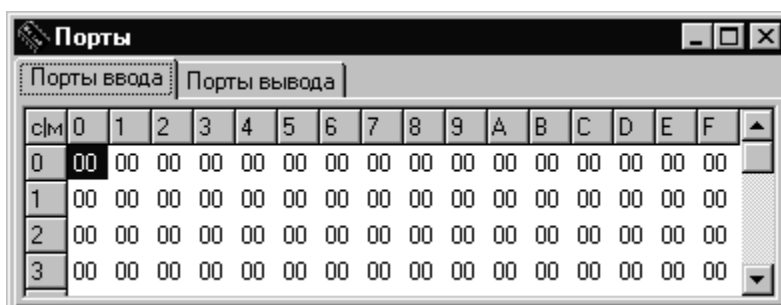 Порты
Порты ввода Порты вывода
с|м 0 1 2 3 4 5 6 7 8 9 A B C D E F
0 00 00 00 00 00 00 00 00 00 00 00 00 00 00 00 00
1 00 00 00 00 00 00 00 00 00 00 00 00 00 00 00 00
2 00 00 00 00 00 00 00 00 00 00 00 00 00 00 00 00
3 00 00 00 00 00 00 00 00 00 00 00 00 00 00 00 00